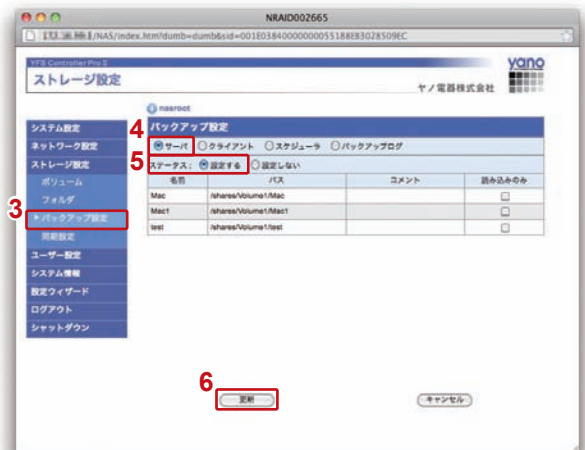 NRAID002665
/NAS/index.html?dumb=dumb&sid=001E03840000000055188E83028509EC
YFS Controller Pro II
ストレージ設定
ヤノ電器株式会社
yano
nasroot
システム設定
ネットワーク設定
ストレージ設定
ボリューム
フォルダ
3
バックアップ設定
同期設定
ユーザー設定
システム情報
設定ウィザード
ログアウト
シャットダウン
バックアップ設定
4
サーバ クライアント スケジューラ バックアップログ
5
ステータス: 設定する 設定しない
名前 パス コメント 読み込みのみ
Mac /shares/Volume1/Mac
Mac1 /shares/Volume1/Mac1
test /shares/Volume1/test
6
更新 キャンセル